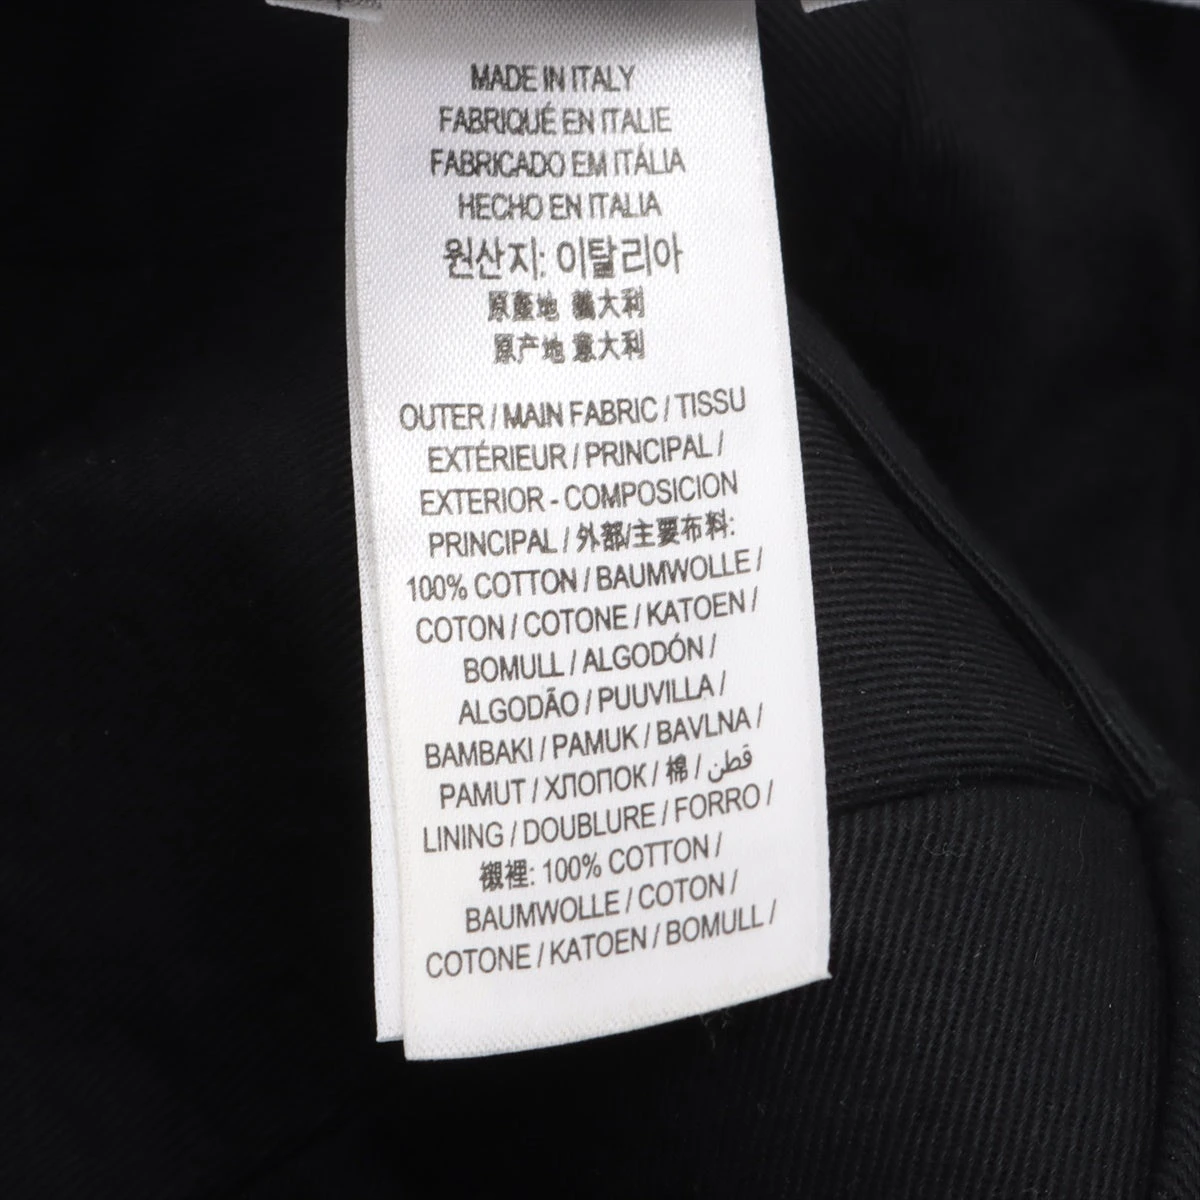 MADE IN ITALY
FABRIQUÉ EN ITALIE
FABRICADO EM ITÁLIA
HECHO EN ITALIA
원산지: 이탈리아
原產地 義大利
原产地 意大利
OUTER / MAIN FABRIC / TISSU
EXTÉRIEUR / PRINCIPAL /
EXTERIOR - COMPOSICION
PRINCIPAL / 外部/主要布料:
100% COTTON / BAUMWOLLE /
COTON / COTONE / KATOEN /
BOMULL / ALGODÓN /
ALGODÃO / PUUVILLA /
BAMBAKI / PAMUK / BAVLNA /
PAMUT / ХЛОПОК / 棉 / قطن
LINING / DOUBLURE / FORRO /
襯裡: 100% COTTON /
BAUMWOLLE / COTON /
COTONE / KATOEN / BOMULL /